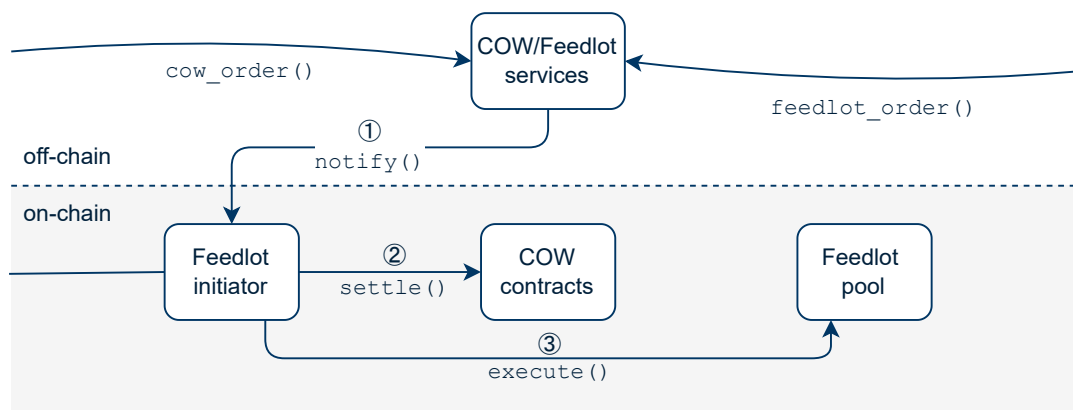 COW/Feedlot
services
cow_order()
feedlot_order()
①
notify()
off-chain
on-chain
Feedlot
initiator
②
settle()
COW
contracts
Feedlot
pool
③
execute()